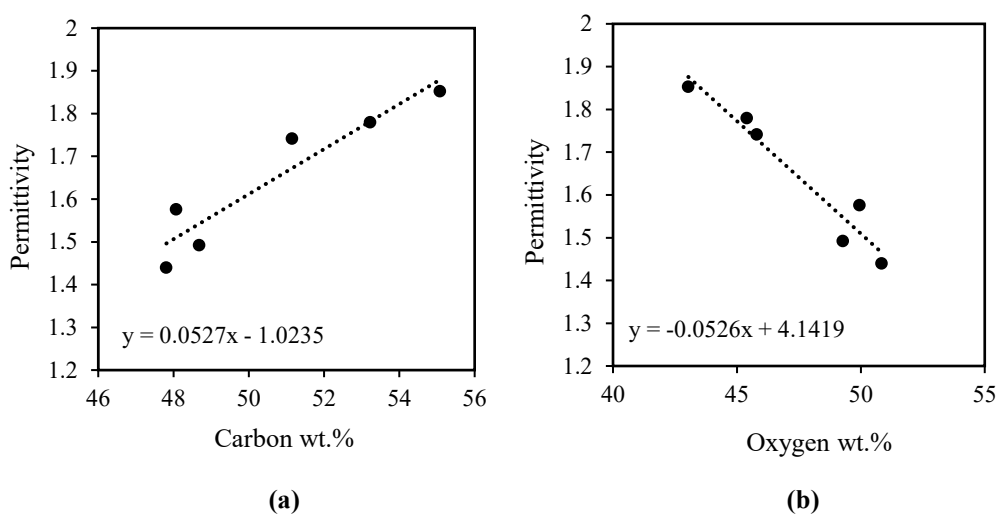 2
1.9
1.8
1.7
1.6
1.5
1.4
1.3
1.2
Permittivity
y = 0.0527x - 1.0235
46 48 50 52 54 56
Carbon wt.%
(a)
2
1.9
1.8
1.7
1.6
1.5
1.4
1.3
1.2
Permittivity
y = -0.0526x + 4.1419
40 45 50 55
Oxygen wt.%
(b)